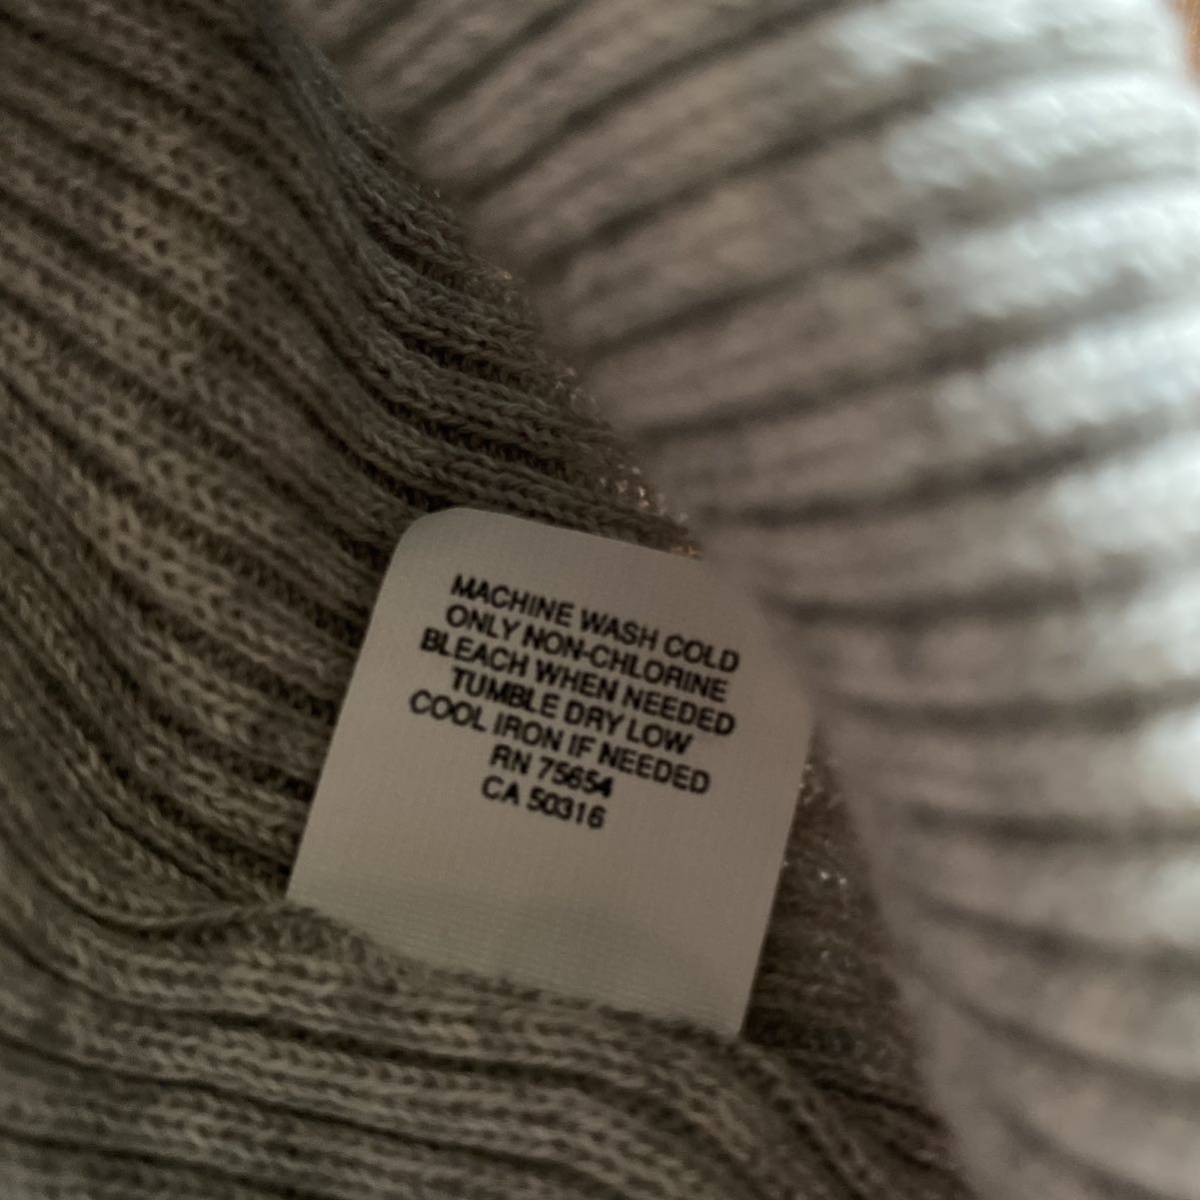 MACHINE WASH COLD
ONLY NON-CHLORINE
BLEACH WHEN NEEDED
TUMBLE DRY LOW
COOL IRON IF NEEDED
RN 75654
CA 50316